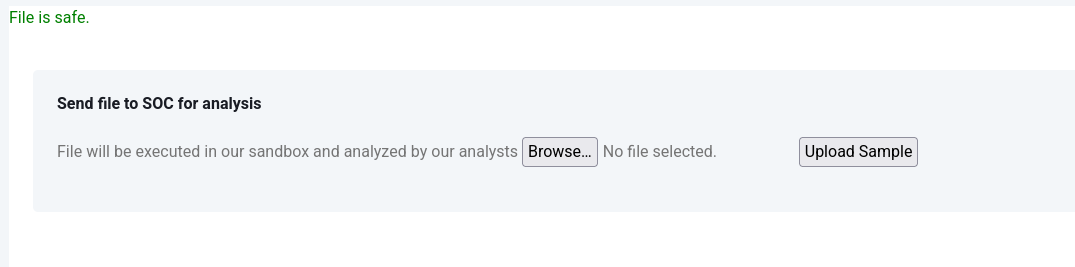 File is safe.
Send file to SOC for analysis
File will be executed in our sandbox and analyzed by our analysts Browse... No file selected. Upload Sample